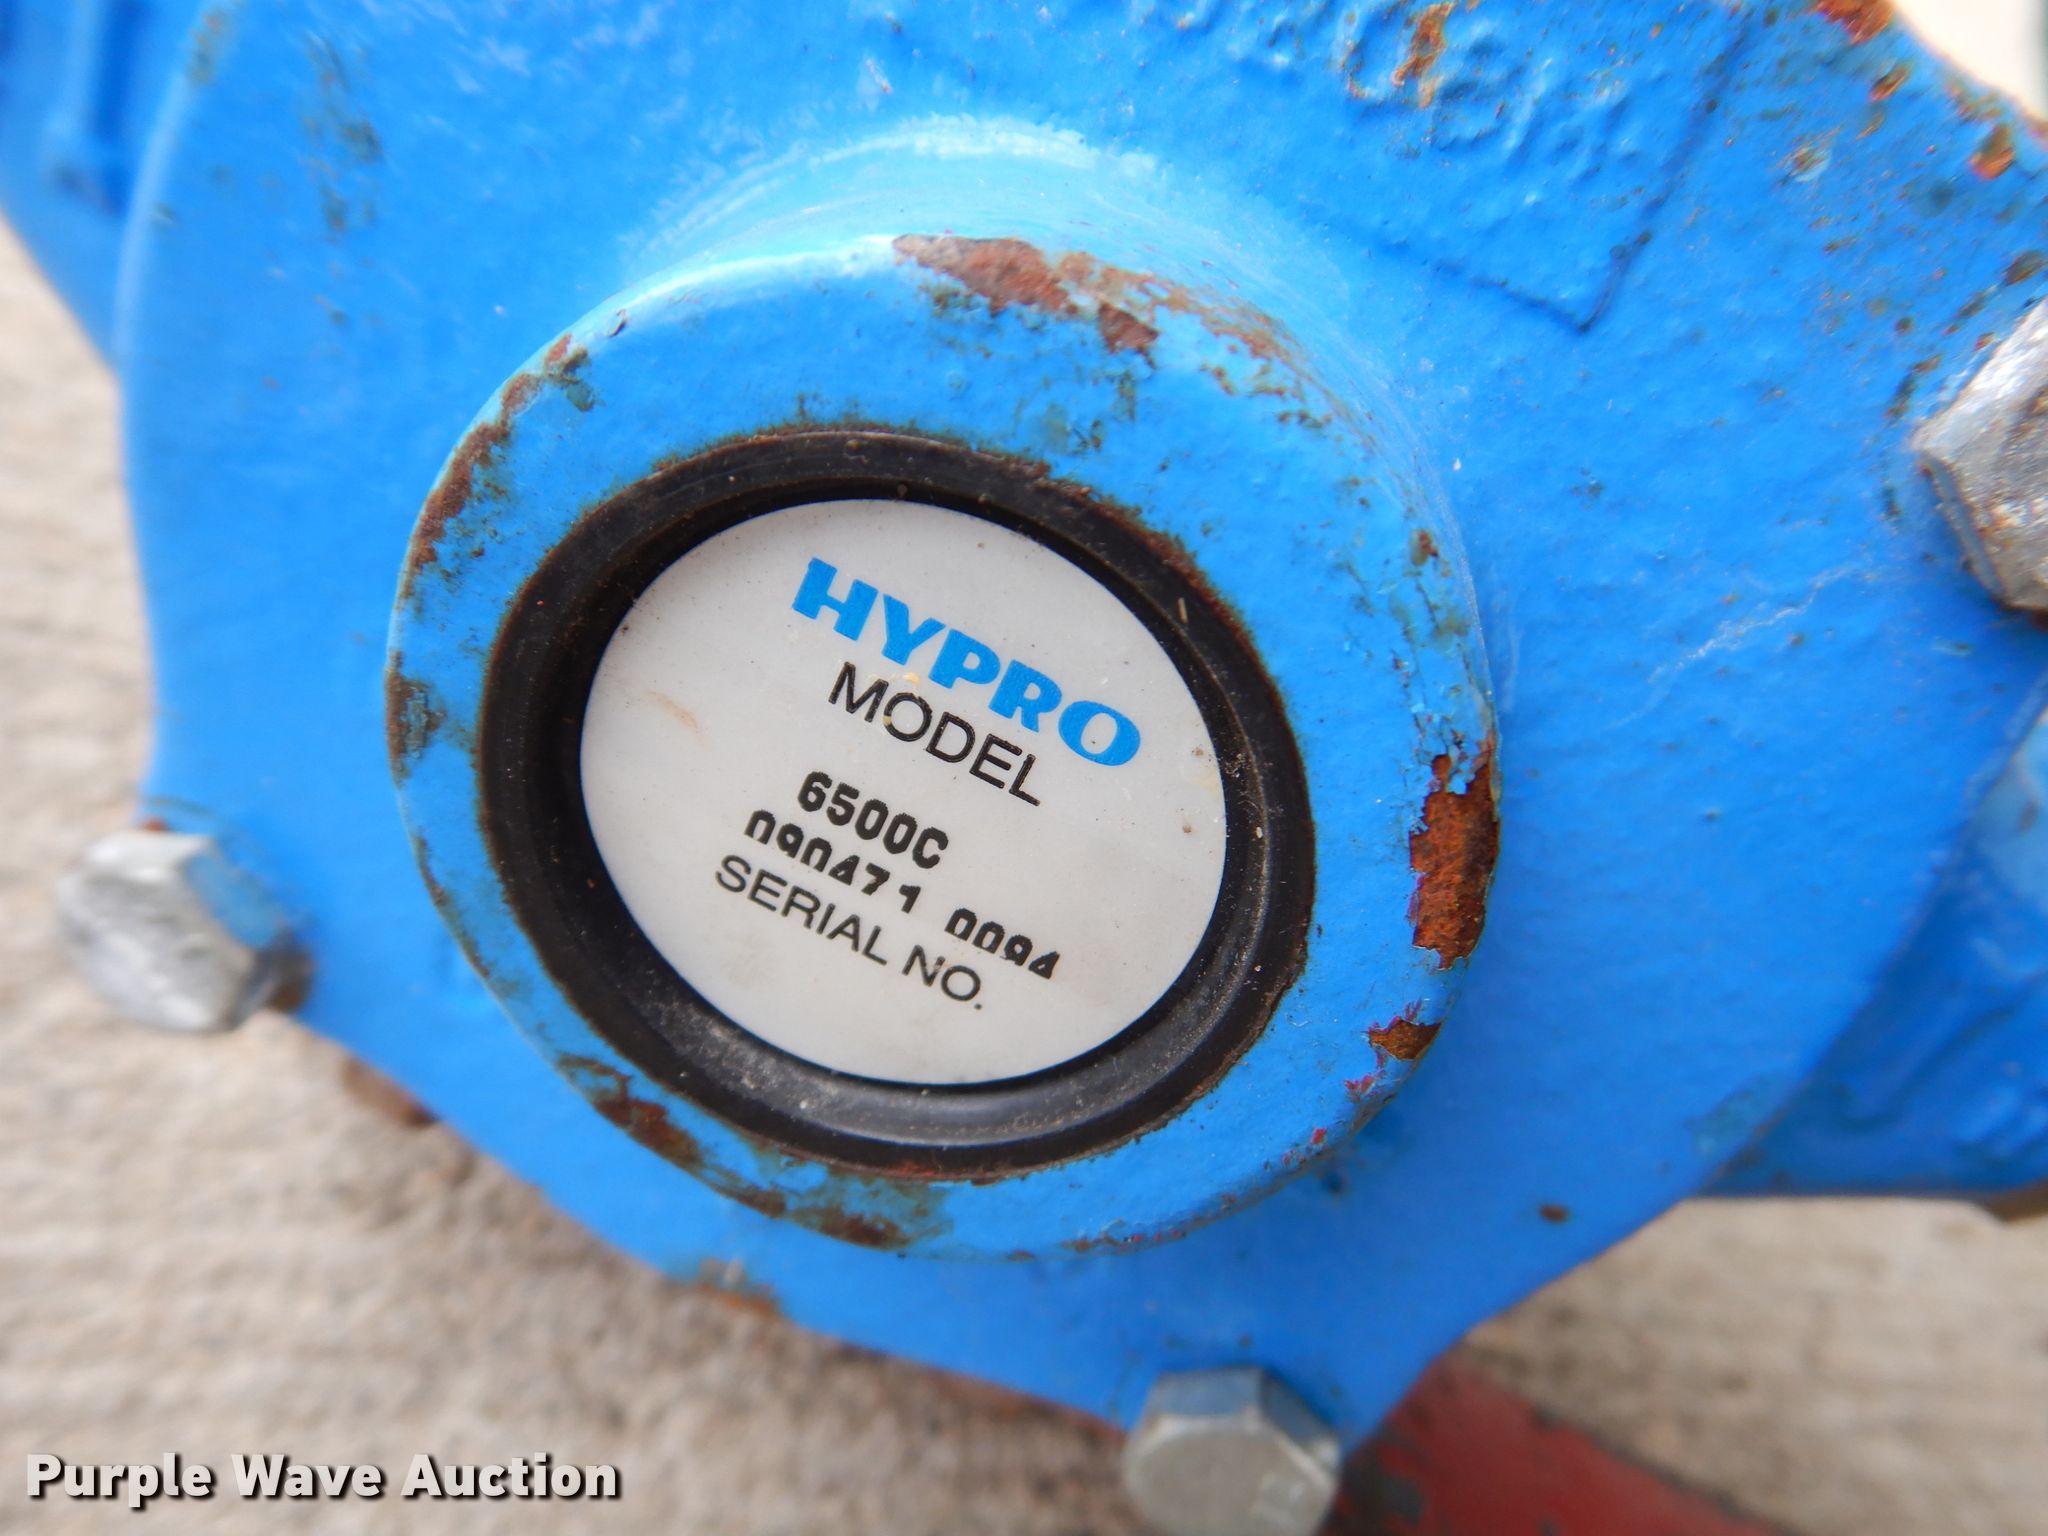 HYPRO
MODEL
6500C
090471 0094
SERIAL NO.
Purple Wave Auction